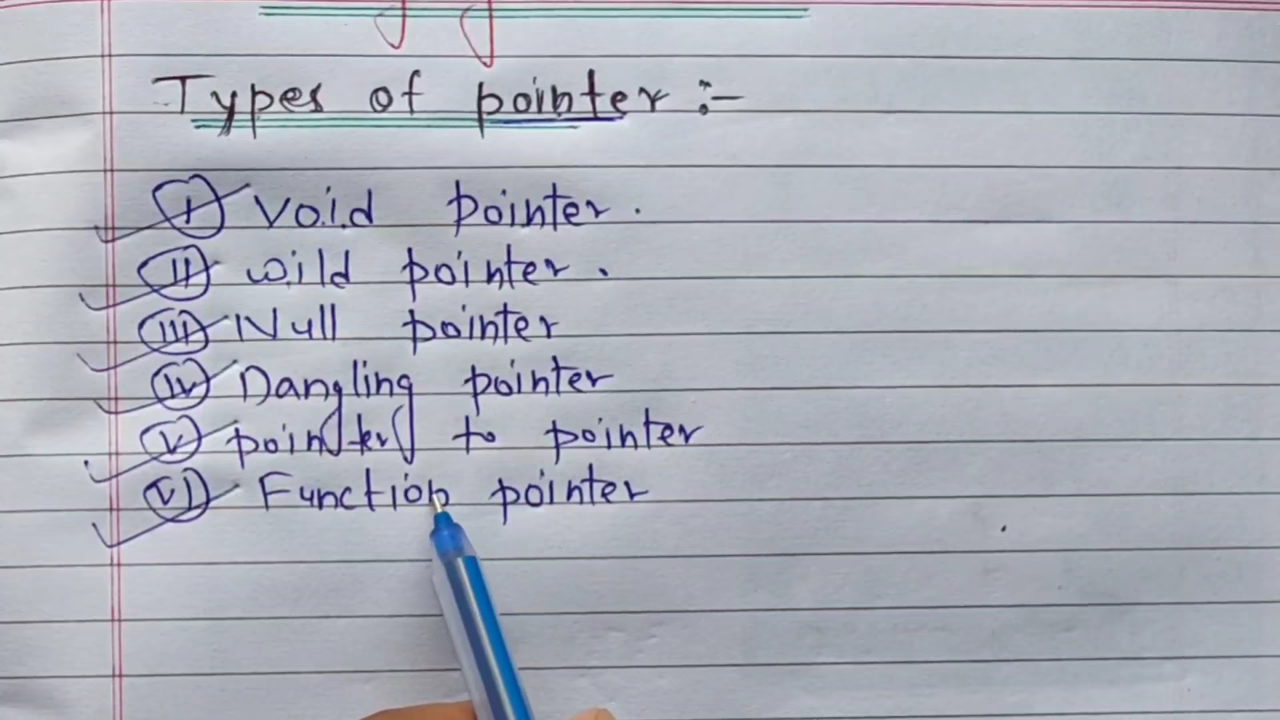 Types of pointer :-
I Void pointer.
II wild pointer.
III Null pointer
IV Dangling pointer
V pointer to pointer
VI Function pointer